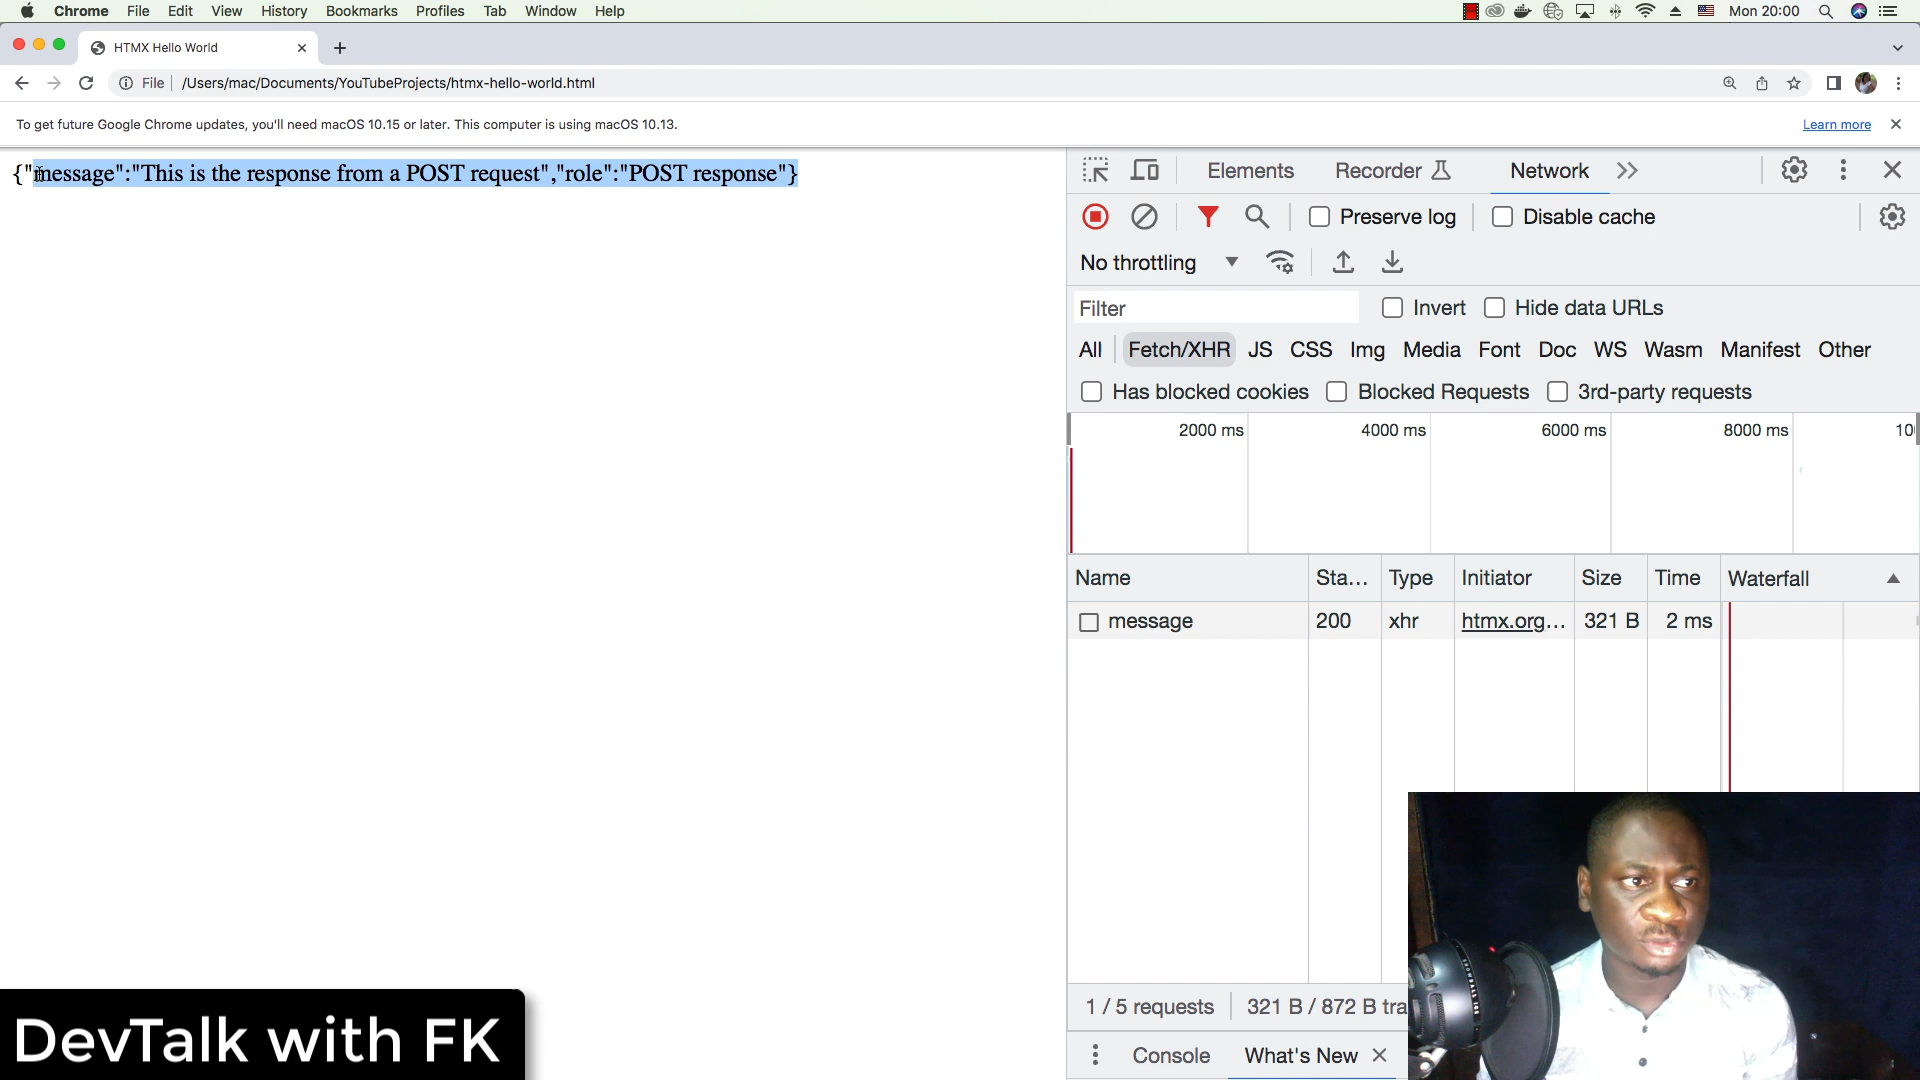 Chrome File Edit View History Bookmarks Profiles Tab Window Help Mon 20:00
HTMX Hello World
File /Users/mac/Documents/YouTubeProjects/htmx-hello-world.html
To get future Google Chrome updates, you'll need macOS 10.15 or later. This computer is using macOS 10.13. Learn more
{"message":"This is the response from a POST request","role":"POST response"}
Elements Recorder Network
Preserve log Disable cache
No throttling
Filter Invert Hide data URLs
All Fetch/XHR JS CSS Img Media Font Doc WS Wasm Manifest Other
Has blocked cookies Blocked Requests 3rd-party requests
2000 ms 4000 ms 6000 ms 8000 ms 10
Name Sta... Type Initiator Size Time Waterfall
message 200 xhr htmx.org... 321 B 2 ms
1 / 5 requests 321 B / 872 B tra
Console What's New
DevTalk with FK